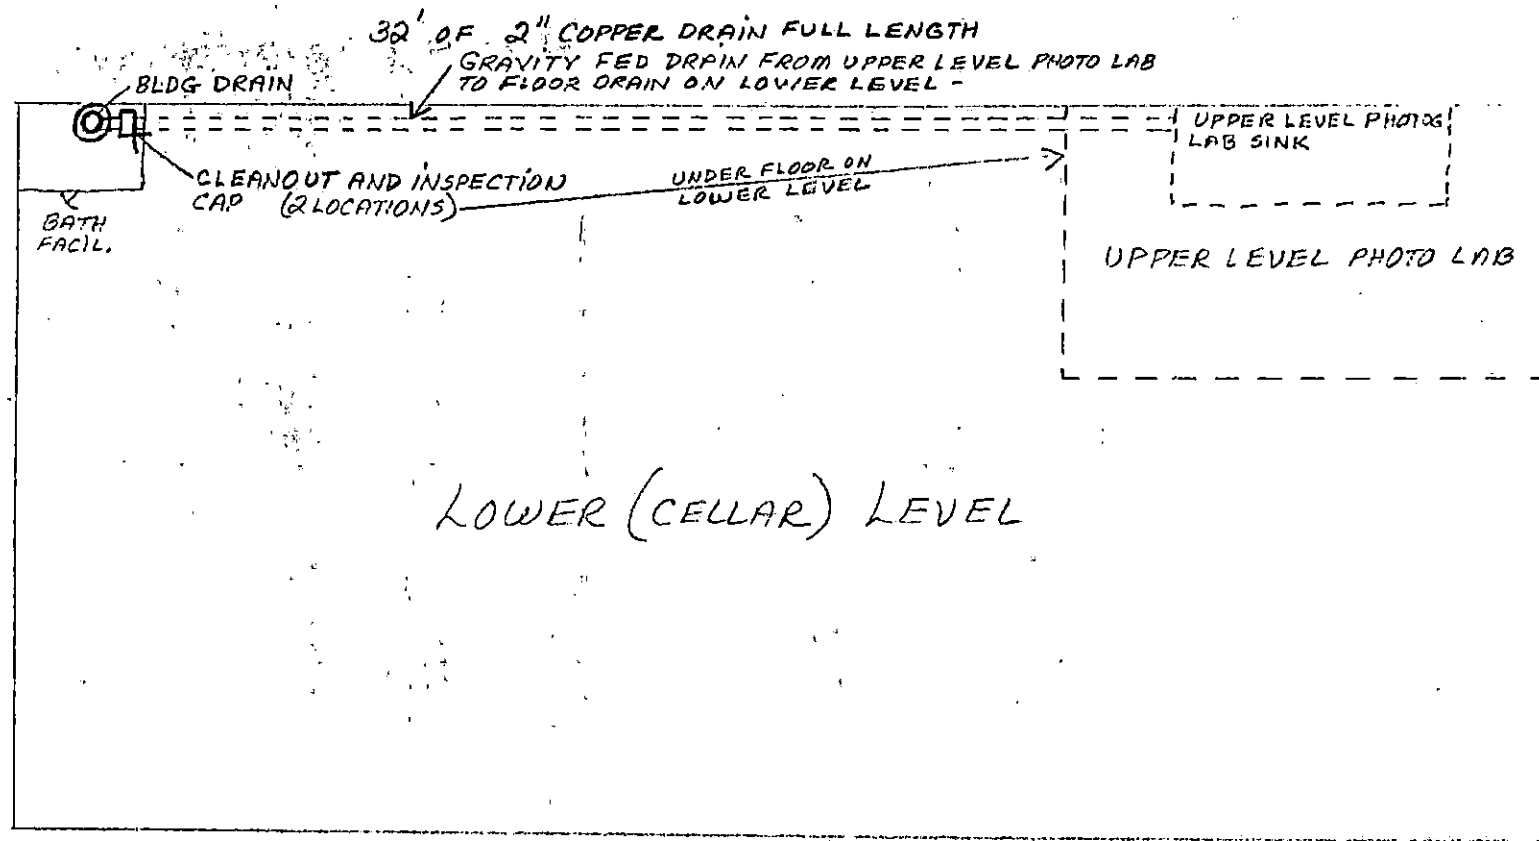 32' OF 2" COPPER DRAIN FULL LENGTH
GRAVITY FED DRAIN FROM UPPER LEVEL PHOTO LAB
TO FLOOR DRAIN ON LOWER LEVEL -
BLDG DRAIN
UPPER LEVEL PHOTOG
LAB SINK
CLEANOUT AND INSPECTION
CAP (2 LOCATIONS)
UNDER FLOOR ON
LOWER LEVEL
BATH
FACIL.
UPPER LEVEL PHOTO LAB
LOWER (CELLAR) LEVEL